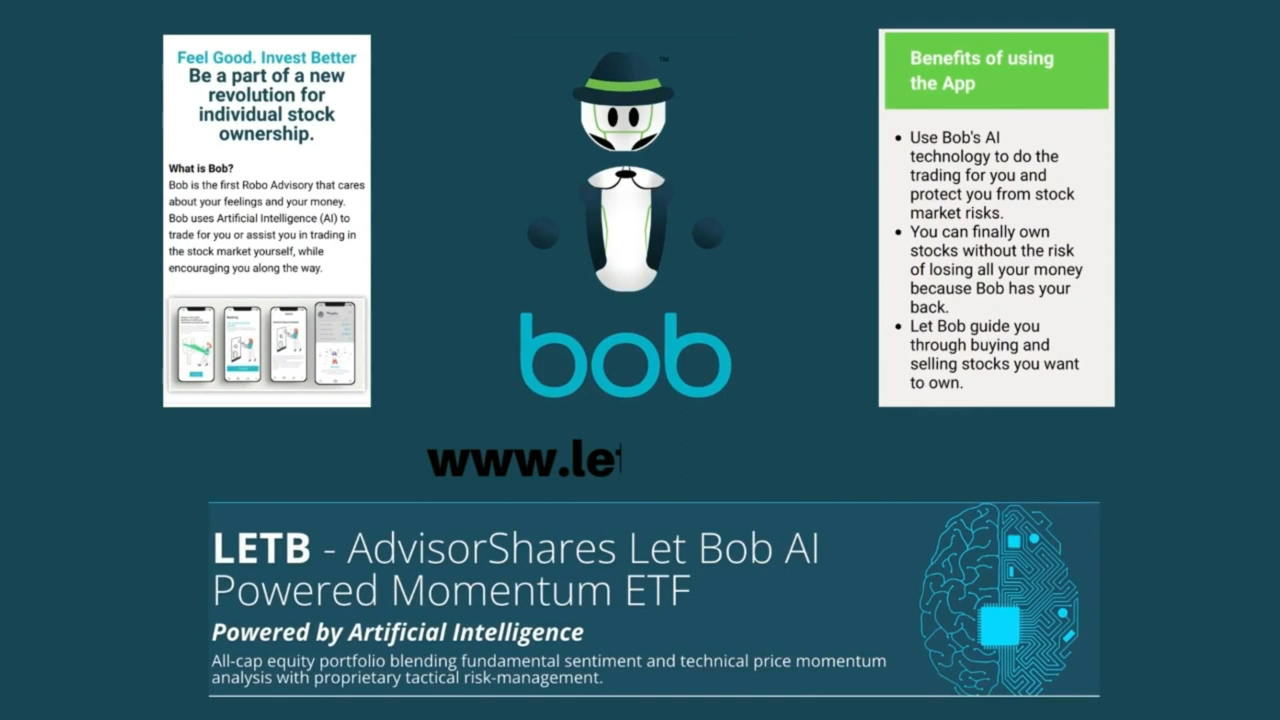 Feel Good. Invest Better
Be a part of a new
revolution for
individual stock
ownership.
What is Bob?
Bob is the first Robo Advisory that cares
about your feelings and your money.
Bob uses Artificial Intelligence (AI) to
trade for you or assist you in trading in
the stock market yourself, while
encouraging you along the way.
TM
bob
www.let
Benefits of using
the App
• Use Bob's AI
technology to do the
trading for you and
protect you from stock
market risks.
• You can finally own
stocks without the risk
of losing all your money
because Bob has your
back.
• Let Bob guide you
through buying and
selling stocks you want
to own.
LETB - AdvisorShares Let Bob AI
Powered Momentum ETF
Powered by Artificial Intelligence
All-cap equity portfolio blending fundamental sentiment and technical price momentum
analysis with proprietary tactical risk-management.